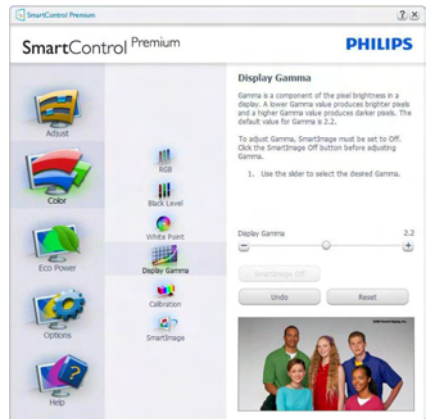 SmartControl Premium
SmartControl Premium
PHILIPS
Adjust
Color
Eco Power
Options
Help
RGB
Black Level
White Point
Display Gamma
Calibration
SmartImage
Display Gamma
Gamma is a component of the pixel brightness in a
display. A lower Gamma value produces brighter pixels
and a higher Gamma value produces darker pixels. The
default value for Gamma is 2.2.
To adjust Gamma, SmartImage must be set to Off.
Click the SmartImage Off button before adjusting
Gamma.
1. Use the slider to select the desired Gamma.
Display Gamma 2.2
SmartImage Off
Undo Reset